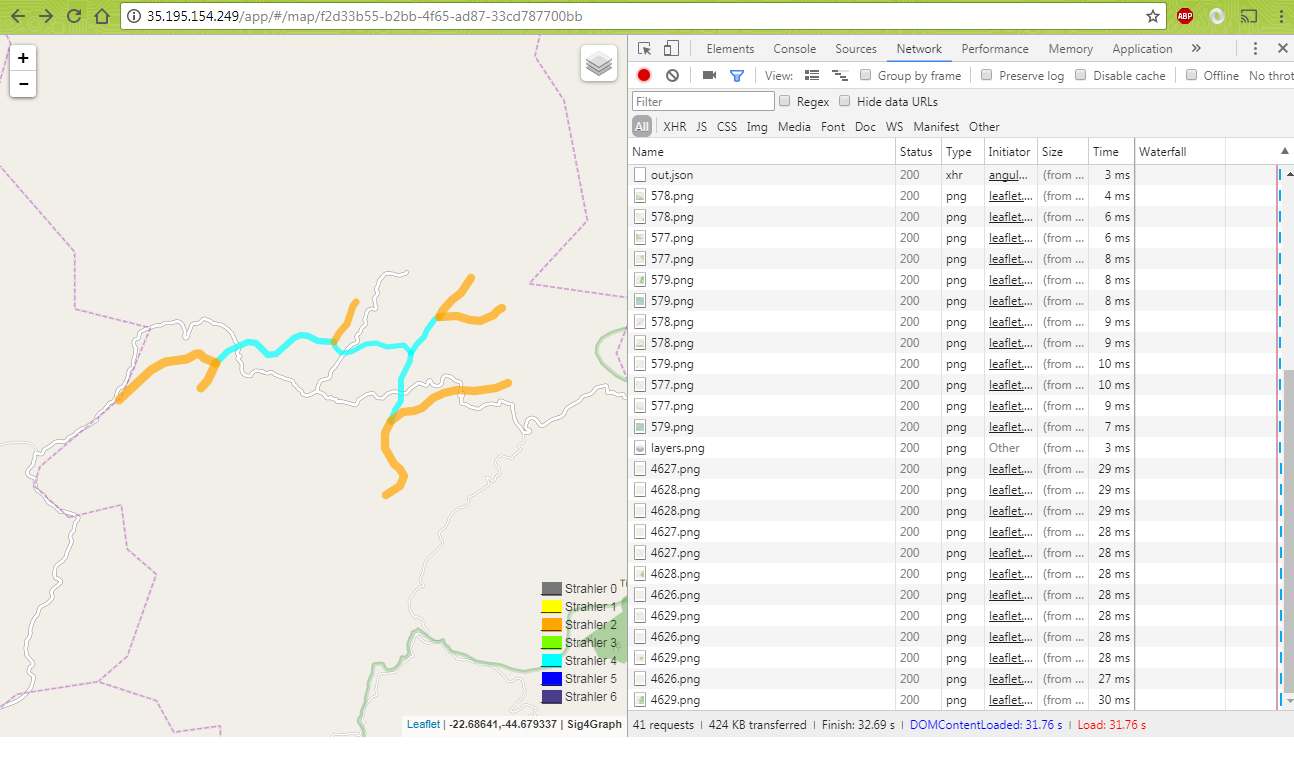 35.195.154.249/app/#/map/f2d33b55-b2bb-4f65-ad87-33cd787700bb
ABP
+
−
Strahler 0
Strahler 1
Strahler 2
Strahler 3
Strahler 4
Strahler 5
Strahler 6
Leaflet | -22.68641,-44.679337 | Sig4Graph
Elements Console Sources Network Performance Memory Application »
View: Group by frame Preserve log Disable cache Offline No thrott
Filter Regex Hide data URLs
All XHR JS CSS Img Media Font Doc WS Manifest Other
Name Status Type Initiator Size Time Waterfall
out.json 200 xhr angul... (from ... 3 ms
578.png 200 png leaflet.... (from ... 4 ms
578.png 200 png leaflet.... (from ... 6 ms
577.png 200 png leaflet.... (from ... 6 ms
577.png 200 png leaflet.... (from ... 8 ms
579.png 200 png leaflet.... (from ... 8 ms
579.png 200 png leaflet.... (from ... 8 ms
578.png 200 png leaflet.... (from ... 9 ms
578.png 200 png leaflet.... (from ... 9 ms
579.png 200 png leaflet.... (from ... 10 ms
577.png 200 png leaflet.... (from ... 10 ms
577.png 200 png leaflet.... (from ... 9 ms
579.png 200 png leaflet.... (from ... 7 ms
layers.png 200 png Other (from ... 3 ms
4627.png 200 png leaflet.... (from ... 29 ms
4628.png 200 png leaflet.... (from ... 29 ms
4628.png 200 png leaflet.... (from ... 29 ms
4627.png 200 png leaflet.... (from ... 28 ms
4627.png 200 png leaflet.... (from ... 28 ms
4628.png 200 png leaflet.... (from ... 28 ms
4626.png 200 png leaflet.... (from ... 28 ms
4629.png 200 png leaflet.... (from ... 28 ms
4626.png 200 png leaflet.... (from ... 28 ms
4629.png 200 png leaflet.... (from ... 28 ms
4626.png 200 png leaflet.... (from ... 27 ms
4629.png 200 png leaflet.... (from ... 30 ms
41 requests | 424 KB transferred | Finish: 32.69 s | DOMContentLoaded: 31.76 s | Load: 31.76 s